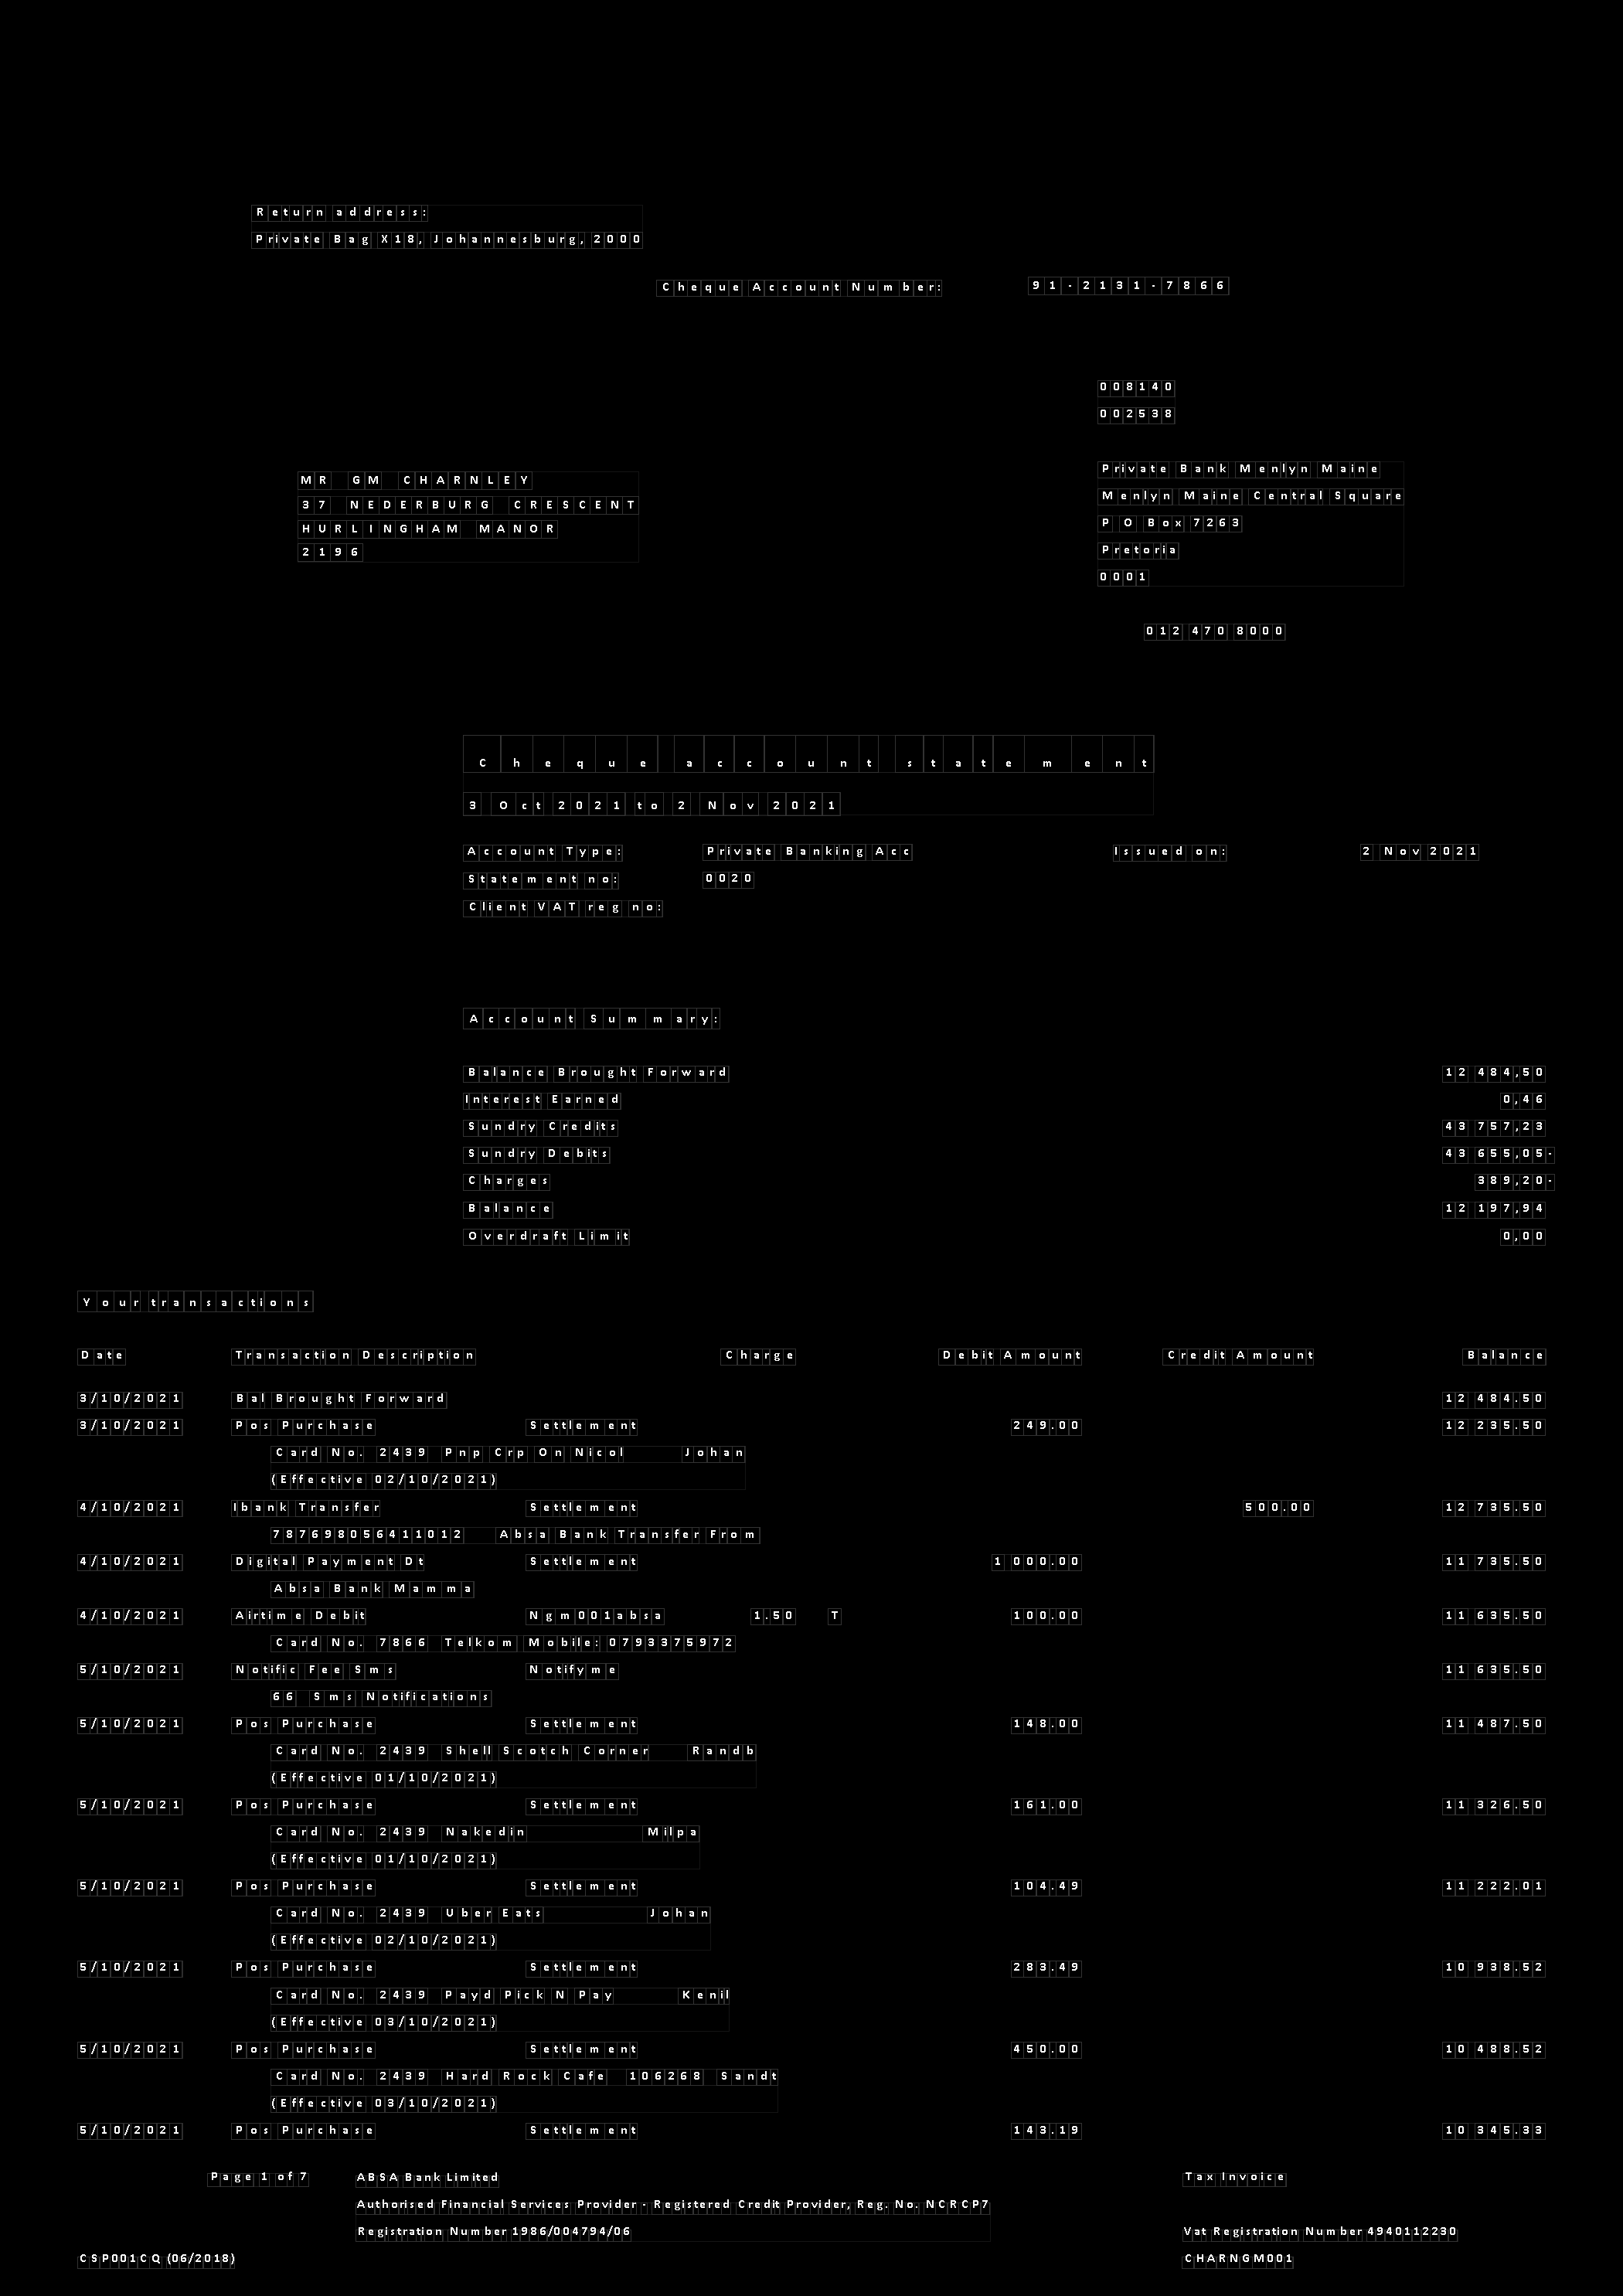 Return address:
Private Bag X18, Johannesburg, 2000
Cheque Account Number: 91-2131-7866
008140
002538
MR GM CHARNLEY
37 NEDERBURG CRESCENT
HURLINGHAM MANOR
2196
Private Bank Menlyn Maine
Menlyn Maine Central Square
P O Box 7263
Pretoria
0001
012 470 8000
Cheque account statement
3 Oct 2021 to 2 Nov 2021
Account Type: Private Banking Acc Issued on: 2 Nov 2021
Statement no: 0020
Client VAT reg no:
Account Summary:
Balance Brought Forward 12 484,50
Interest Earned 0,46
Sundry Credits 43 757,23
Sundry Debits 43 655,05-
Charges 389,20-
Balance 12 197,94
Overdraft Limit 0,00
Your transactions
Date Transaction Description Charge Debit Amount Credit Amount Balance
3/10/2021 Bal Brought Forward 12 484.50
3/10/2021 Pos Purchase Settlement 249.00 12 235.50
Card No. 2439 Pnp Crp On Nicol Johan
(Effective 02/10/2021)
4/10/2021 Ibank Transfer Settlement 500.00 12 735.50
787698056411012 Absa Bank Transfer From
4/10/2021 Digital Payment Dt Settlement 1 000.00 11 735.50
Absa Bank Mamma
4/10/2021 Airtime Debit Ngm001absa 1.50 T 100.00 11 635.50
Card No. 7866 Telkom Mobile: 0793375972
5/10/2021 Notific Fee Sms Notifyme 11 635.50
66 Sms Notifications
5/10/2021 Pos Purchase Settlement 148.00 11 487.50
Card No. 2439 Shell Scotch Corner Randb
(Effective 01/10/2021)
5/10/2021 Pos Purchase Settlement 161.00 11 326.50
Card No. 2439 Nakedin Milpa
(Effective 01/10/2021)
5/10/2021 Pos Purchase Settlement 104.49 11 222.01
Card No. 2439 Uber Eats Johan
(Effective 02/10/2021)
5/10/2021 Pos Purchase Settlement 283.49 10 938.52
Card No. 2439 Payd Pick N Pay Kenil
(Effective 03/10/2021)
5/10/2021 Pos Purchase Settlement 450.00 10 488.52
Card No. 2439 Hard Rock Cafe 106268 Sandt
(Effective 03/10/2021)
5/10/2021 Pos Purchase Settlement 143.19 10 345.33
Page 1 of 7 ABSA Bank Limited Tax Invoice
Authorised Financial Services Provider - Registered Credit Provider, Reg. No. NCRCP7
Registration Number 1986/004794/06 Vat Registration Number 4940112230
CSP001CQ (06/2018) CHARNGM001